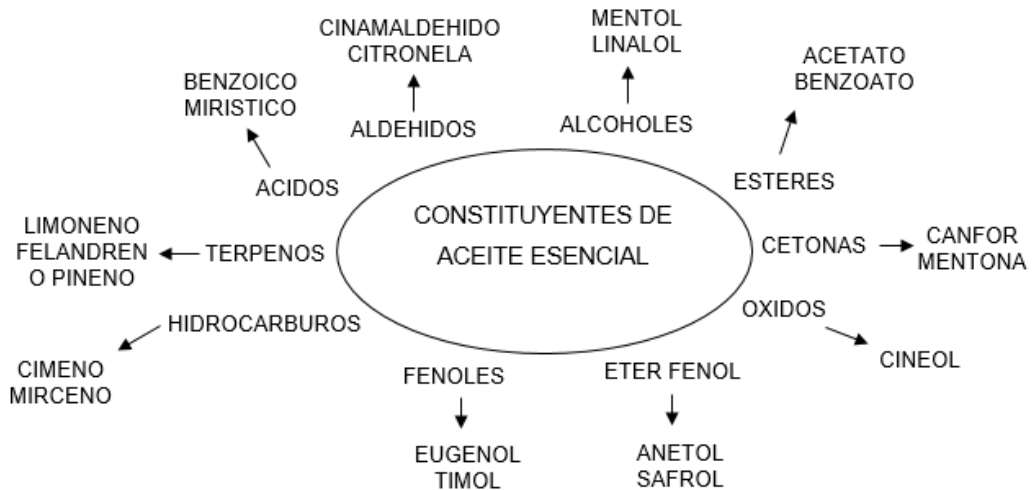 CINAMALDEHIDO
CITRONELA
ALDEHIDOS
MENTOL
LINALOL
ALCOHOLES
ACETATO
BENZOATO
ESTERES
BENZOICO
MIRISTICO
ACIDOS
CONSTITUYENTES DE
ACEITE ESENCIAL
LIMONENO
FELANDREN
O PINENO
TERPENOS
CETONAS
CANFOR
MENTONA
HIDROCARBUROS
CIMENO
MIRCENO
OXIDOS
CINEOL
FENOLES
EUGENOL
TIMOL
ETER FENOL
ANETOL
SAFROL